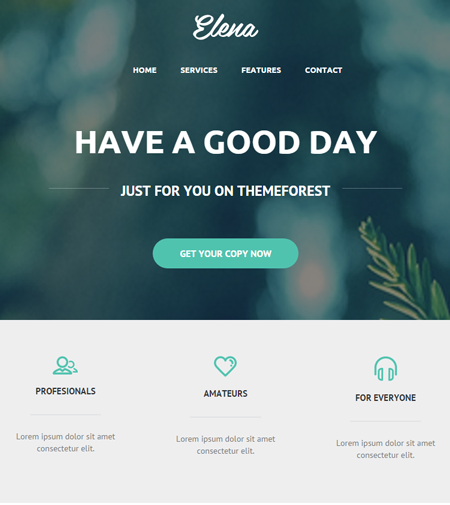 Elena
HOME SERVICES FEATURES CONTACT
HAVE A GOOD DAY
JUST FOR YOU ON THEMEFOREST
GET YOUR COPY NOW
PROFESIONALS
Lorem ipsum dolor sit amet
consectetur elit.
AMATEURS
Lorem ipsum dolor sit amet
consectetur elit.
FOR EVERYONE
Lorem ipsum dolor sit amet
consectetur elit.